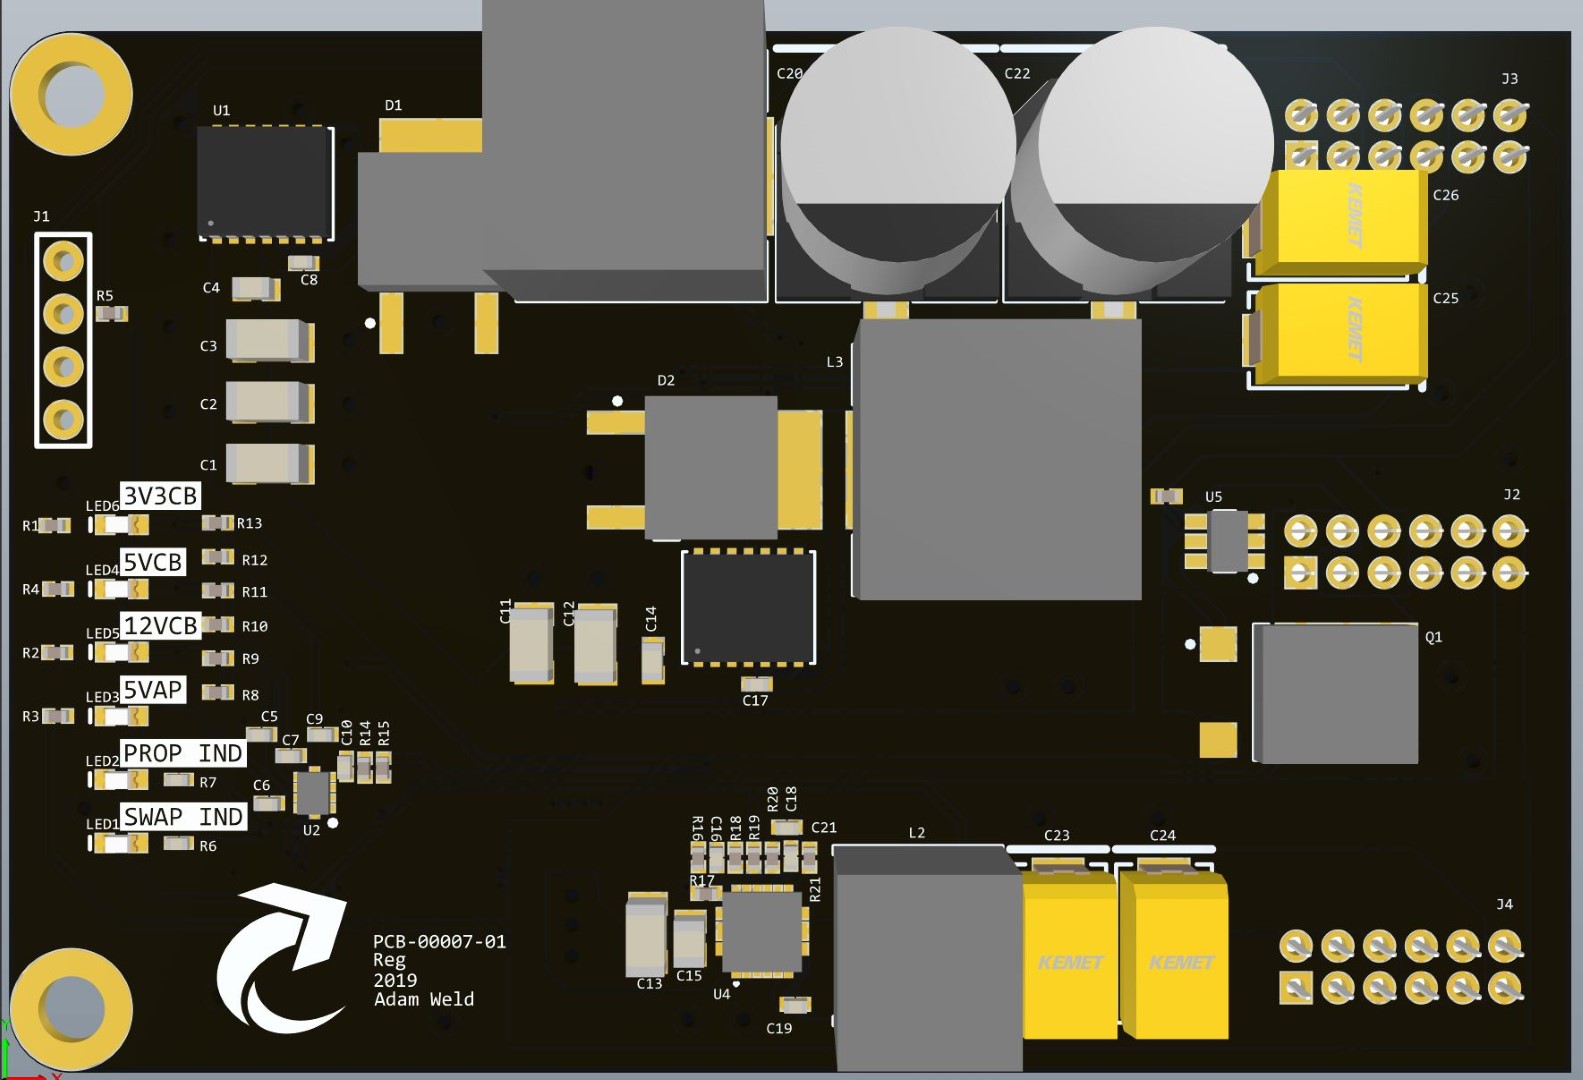 C20
C22
J3
U1
D1
C26
J1
C8
C4
R5
C25
C3
L3
D2
C2
C1
3V3CB
LED6
R1
R13
U5
J2
5VCB
LED4
R4
R12
R11
12VCB
LED5
R2
R10
R9
C11
C12
C14
Q1
5VAP
LED3
R3
R8
C17
C5
C9
C10
R14
R15
C7
PROP IND
LED2
R7
C6
SWAP IND
LED1
U2
R6
R20
C18
R16
C16
R18
R19
C21
L2
C23
C24
R17
R21
J4
KEMET
KEMET
KEMET
KEMET
PCB-00007-01
Reg
2019
Adam Weld
C13
C15
U4
C19
Y
X